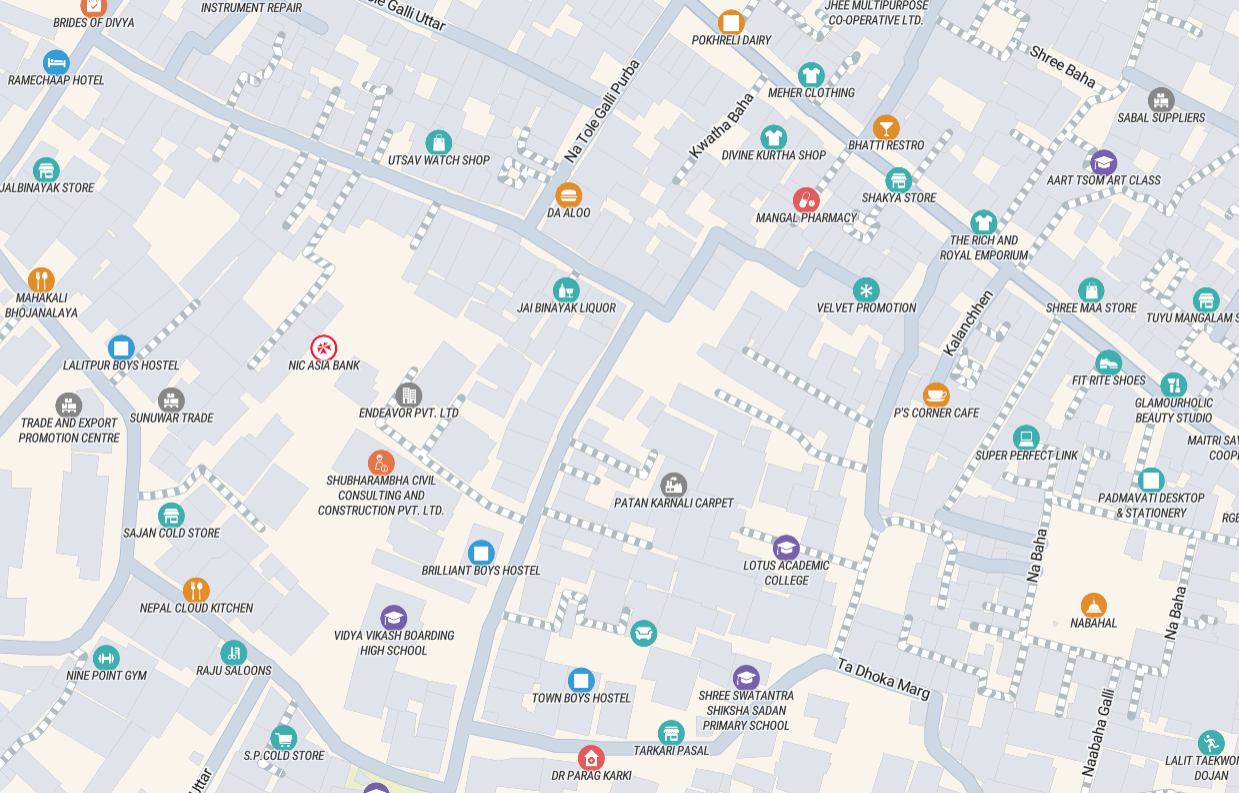 BRIDES OF DIVYA
INSTRUMENT REPAIR
Galli Uttar
POKHRELI DAIRY
JHEE MULTIPURPOSE
CO-OPERATIVE LTD.
RAMECHAAP HOTEL
Na Tole Galli Purba
Kwatha Baha
MEHER CLOTHING
Shree Baha
SABAL SUPPLIERS
UTSAV WATCH SHOP
DIVINE KURTHA SHOP
BHATTI RESTRO
AART TSOM ART CLASS
JALBINAYAK STORE
DA ALOO
MANGAL PHARMACY
SHAKYA STORE
THE RICH AND
ROYAL EMPORIUM
MAHAKALI
BHOJANALAYA
JAI BINAYAK LIQUOR
VELVET PROMOTION
Kalanchhen
SHREE MAA STORE
TUYU MANGALAM S
LALITPUR BOYS HOSTEL
NIC ASIA BANK
FIT RITE SHOES
GLAMOURHOLIC
BEAUTY STUDIO
TRADE AND EXPORT
PROMOTION CENTRE
SUNUWAR TRADE
ENDEAVOR PVT. LTD
P'S CORNER CAFE
MAITRI SAV
COOP
SUPER PERFECT LINK
SHUBHARAMBHA CIVIL
CONSULTING AND
CONSTRUCTION PVT. LTD.
PATAN KARNALI CARPET
PADMAVATI DESKTOP
& STATIONERY
RGE
SAJAN COLD STORE
BRILLIANT BOYS HOSTEL
LOTUS ACADEMIC
COLLEGE
Na Baha
NEPAL CLOUD KITCHEN
VIDYA VIKASH BOARDING
HIGH SCHOOL
NABAHAL
Na Baha
NINE POINT GYM
RAJU SALOONS
TOWN BOYS HOSTEL
SHREE SWATANTRA
SHIKSHA SADAN
PRIMARY SCHOOL
Ta Dhoka Marg
Naabaha Galli
S.P.COLD STORE
TARKARI PASAL
DR PARAG KARKI
LALIT TAEKWON
DOJAN
Uttar